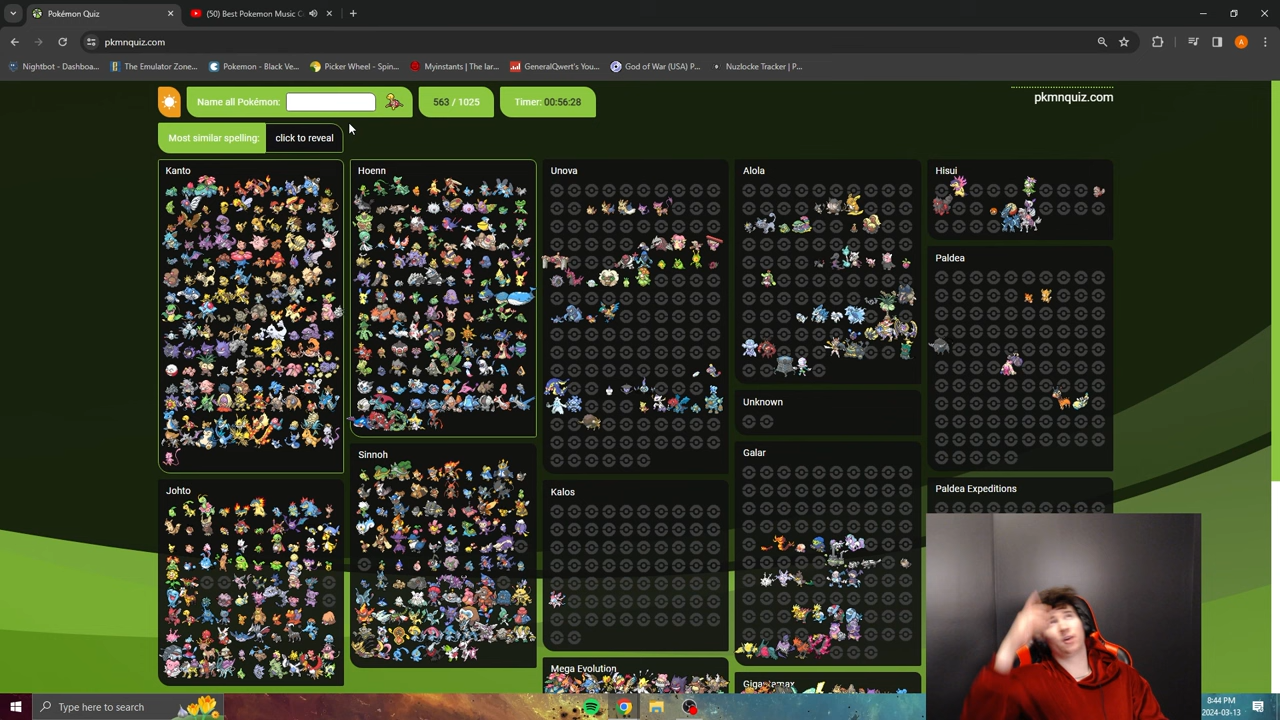 Pokémon Quiz
(50) Best Pokemon Music C
pkmnquiz.com
Nightbot - Dashboa...
The Emulator Zone...
Pokemon - Black Ve...
Picker Wheel - Spin...
Myinstants | The lar...
GeneralQwert's You...
God of War (USA) P...
Nuzlocke Tracker | P...
Name all Pokémon:
563 / 1025
Timer: 00:56:28
pkmnquiz.com
Most similar spelling:
click to reveal
Kanto
Hoenn
Unova
Alola
Hisui
Paldea
Unknown
Sinnoh
Galar
Johto
Kalos
Paldea Expeditions
Mega Evolution
Gigantamax
Type here to search
8:44 PM
2024-03-13